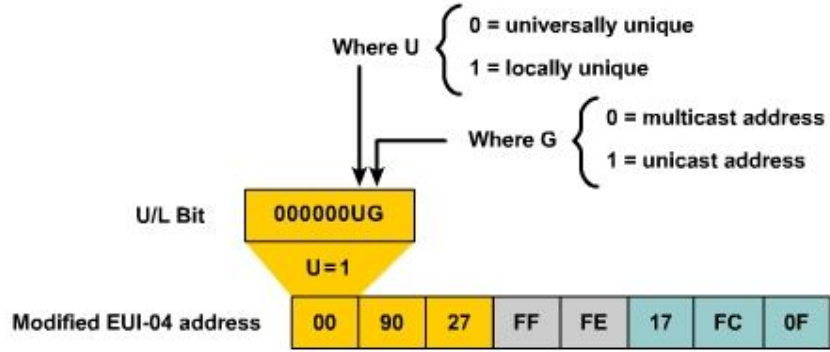 0 = universally unique
Where U
1 = locally unique
0 = multicast address
Where G
1 = unicast address
U/L Bit
000000UG
U=1
Modified EUI-04 address
00 90 27 FF FE 17 FC 0F